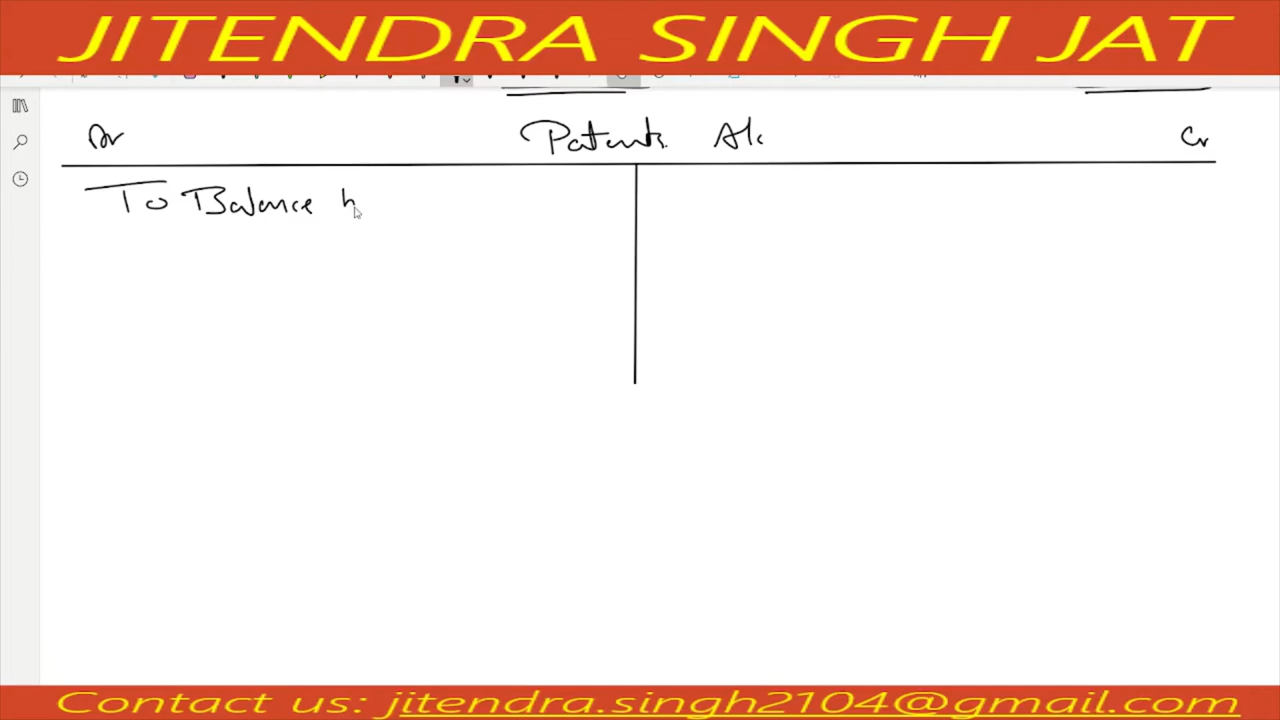 JITENDRA SINGH JAT
Dr Patents A/c Cr
To Balance
Contact us: jitendra.singh2104@gmail.com